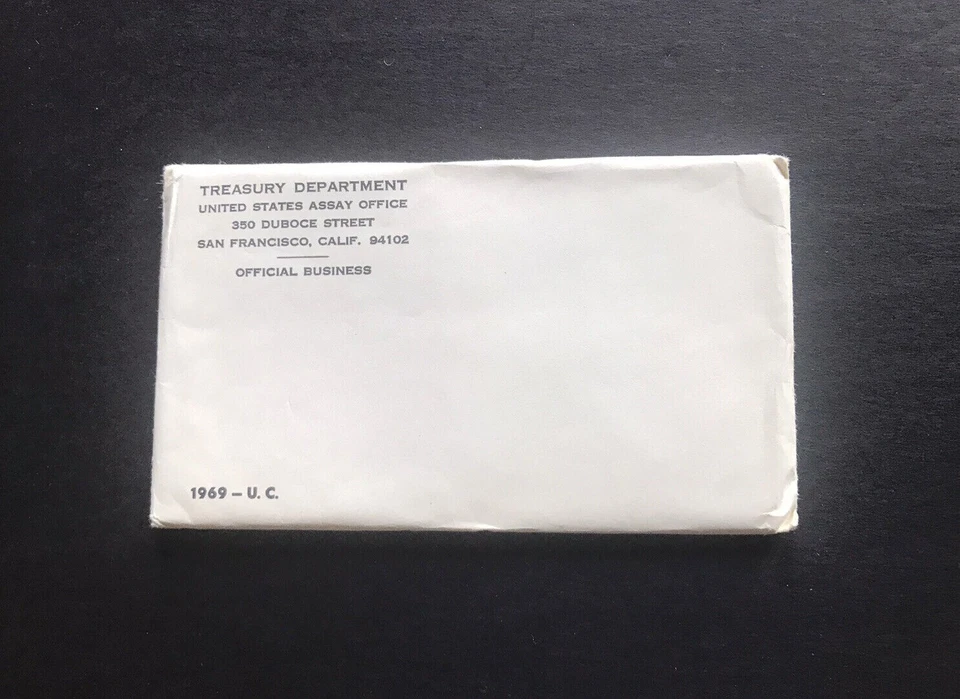 TREASURY DEPARTMENT
UNITED STATES ASSAY OFFICE
350 DUBOCE STREET
SAN FRANCISCO, CALIF. 94102
OFFICIAL BUSINESS
1969 – U. C.